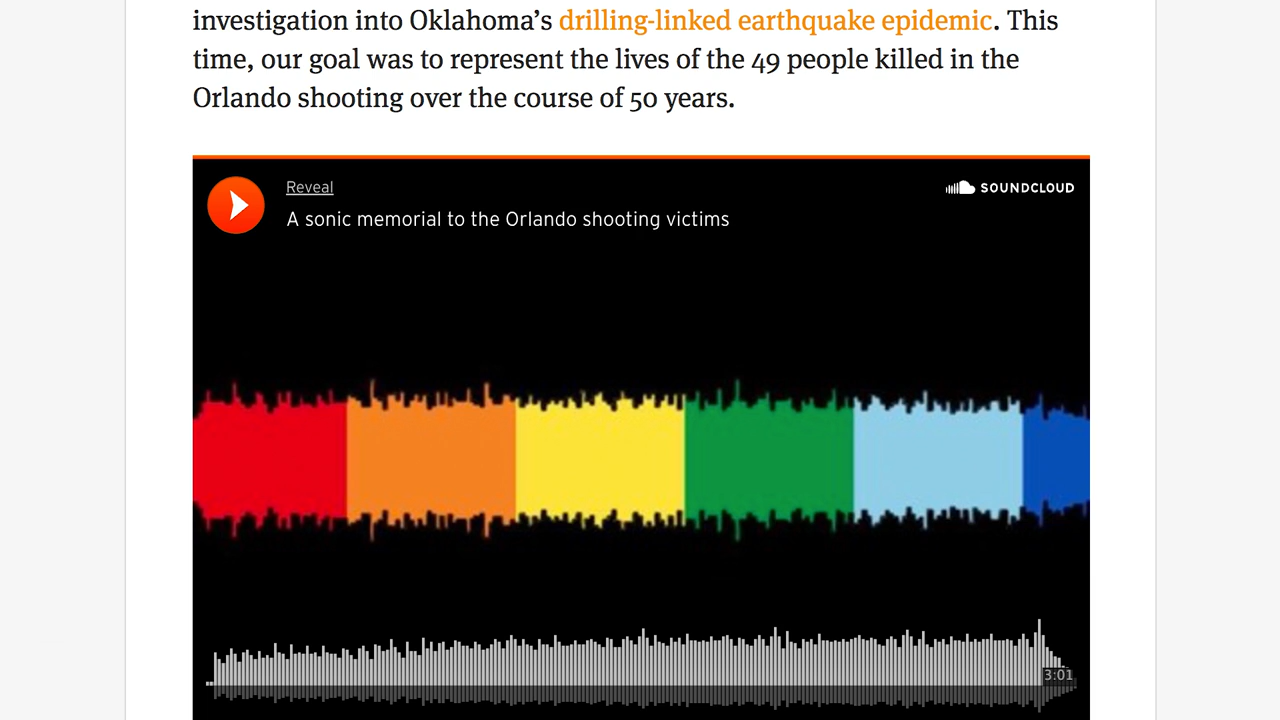 investigation into Oklahoma’s drilling-linked earthquake epidemic. This
time, our goal was to represent the lives of the 49 people killed in the
Orlando shooting over the course of 50 years.
Reveal
SOUNDCLOUD
A sonic memorial to the Orlando shooting victims
3:01